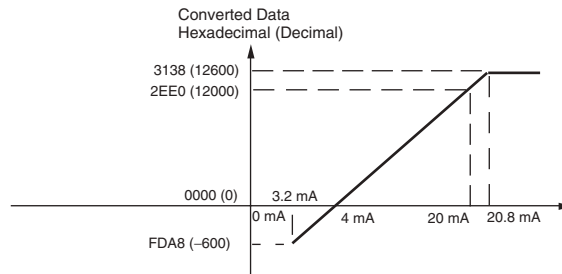 Converted Data
Hexadecimal (Decimal)
3138 (12600)
2EE0 (12000)
0000 (0)
3.2 mA
0 mA
4 mA
20 mA
20.8 mA
FDA8 (−600)